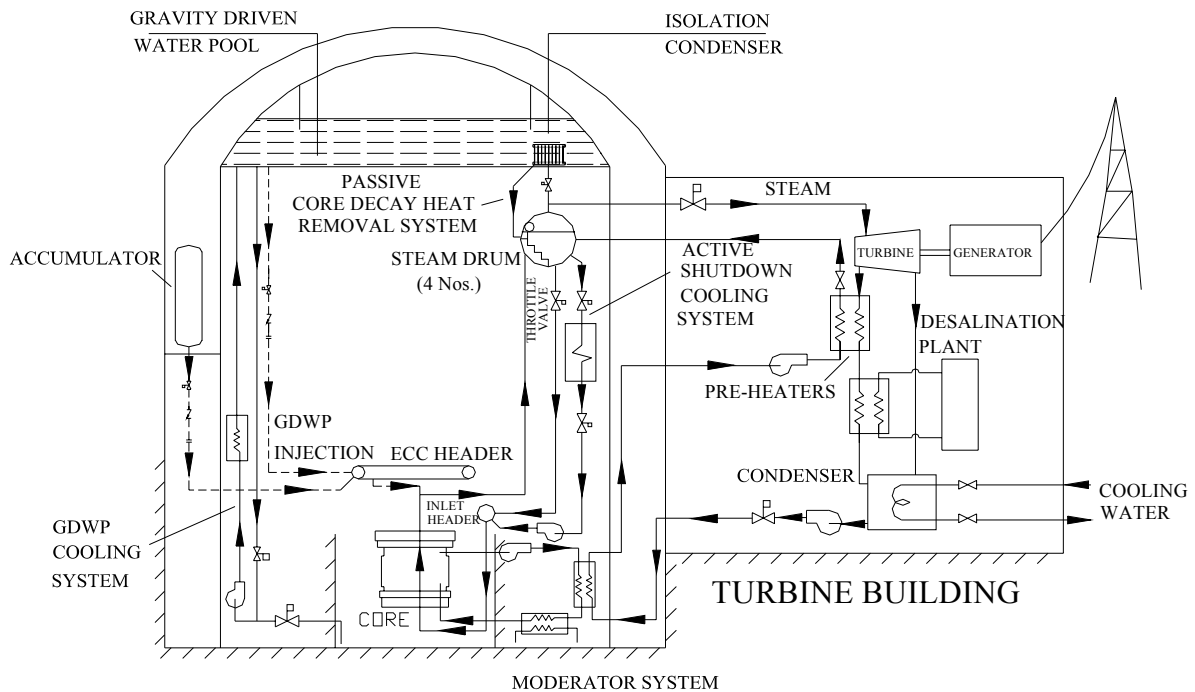 GRAVITY DRIVEN
WATER POOL
ISOLATION
CONDENSER
PASSIVE
CORE DECAY HEAT
REMOVAL SYSTEM
STEAM
ACCUMULATOR
STEAM DRUM
(4 Nos.)
THROTTLE
VALVE
ACTIVE
SHUTDOWN
COOLING
SYSTEM
TURBINE
GENERATOR
DESALINATION
PLANT
PRE-HEATERS
GDWP
INJECTION
ECC HEADER
INLET
HEADER
CONDENSER
COOLING
WATER
GDWP
COOLING
SYSTEM
CORE
TURBINE BUILDING
MODERATOR SYSTEM